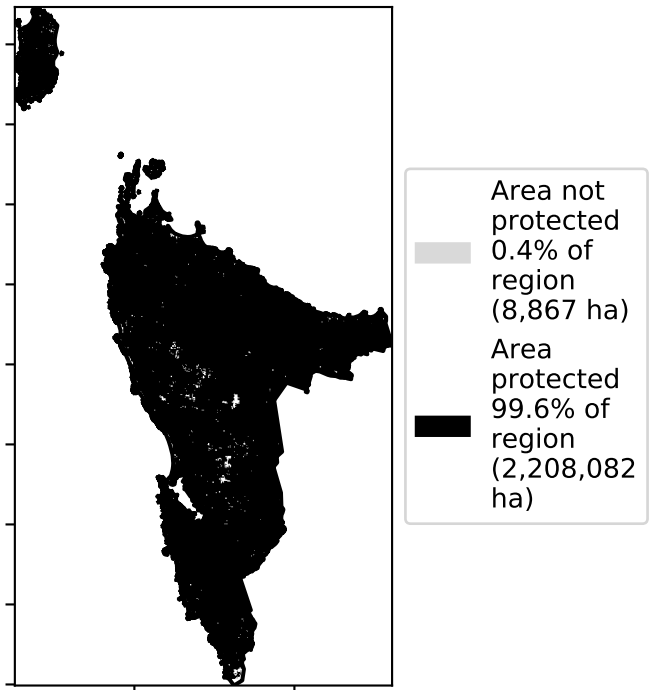 Area not
protected
0.4% of
region
(8,867 ha)
Area
protected
99.6% of
region
(2,208,082
ha)